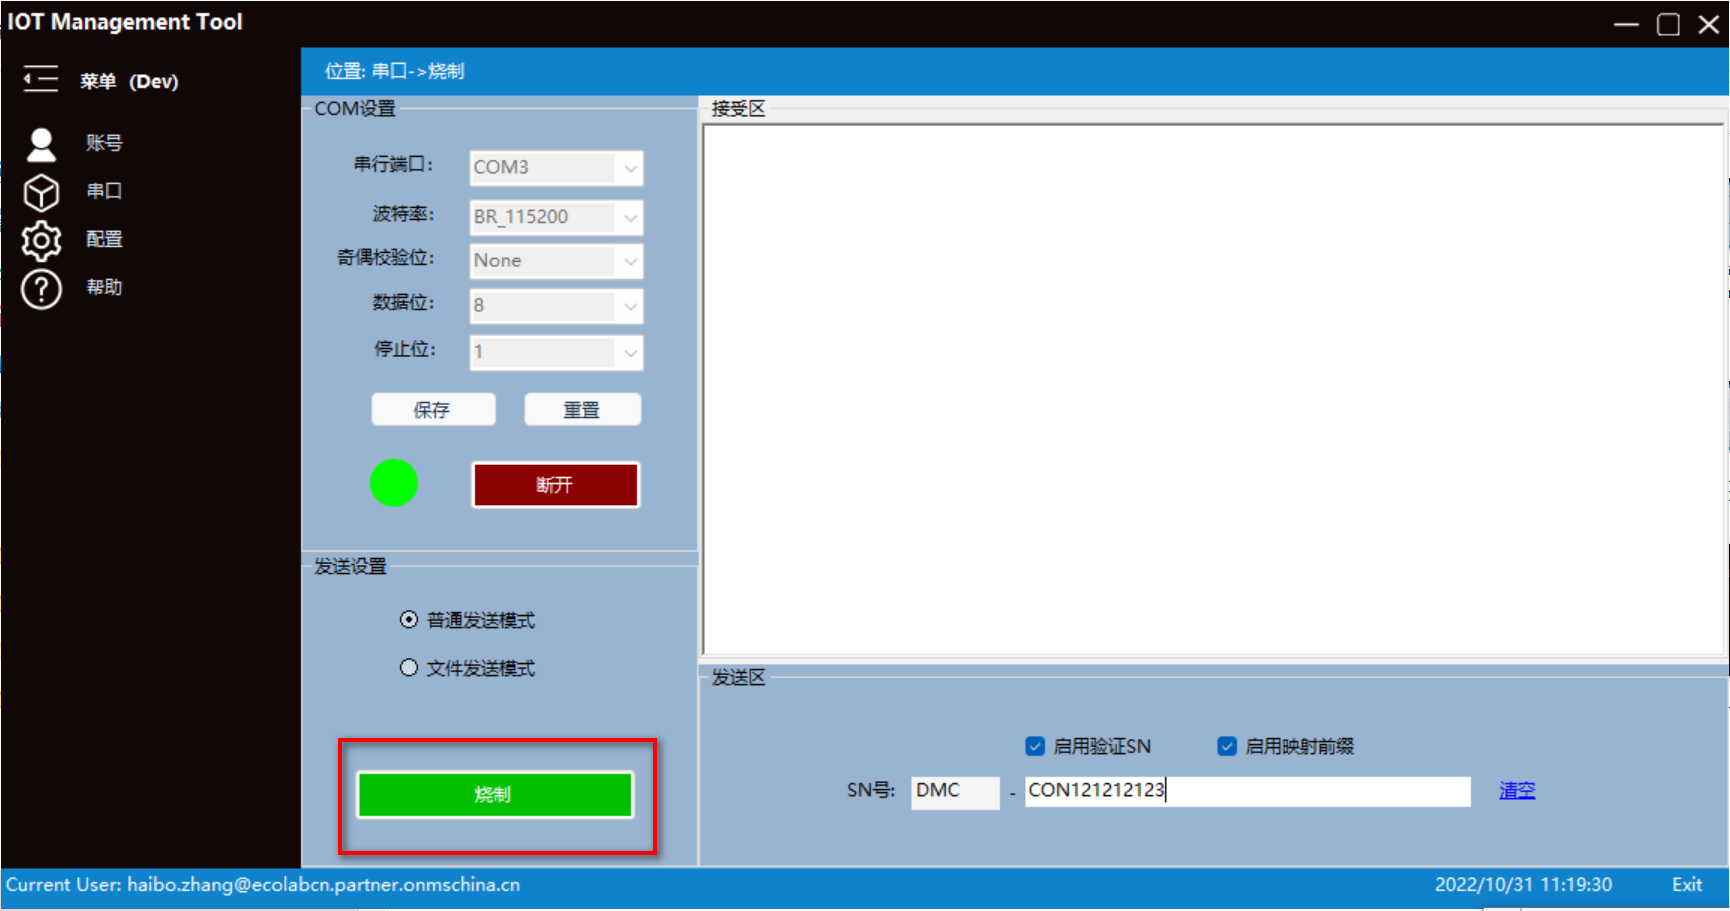 IOT Management Tool
菜单 (Dev)
账号
串口
配置
帮助
位置: 串口->烧制
COM设置
串行端口: COM3
波特率: BR_115200
奇偶校验位: None
数据位: 8
停止位: 1
保存 重置
断开
发送设置
普通发送模式
文件发送模式
烧制
接受区
发送区
启用验证SN 启用映射前缀
SN号: DMC - CON121212123 清空
Current User: haibo.zhang@ecolabcn.partner.onmschina.cn 2022/10/31 11:19:30 Exit